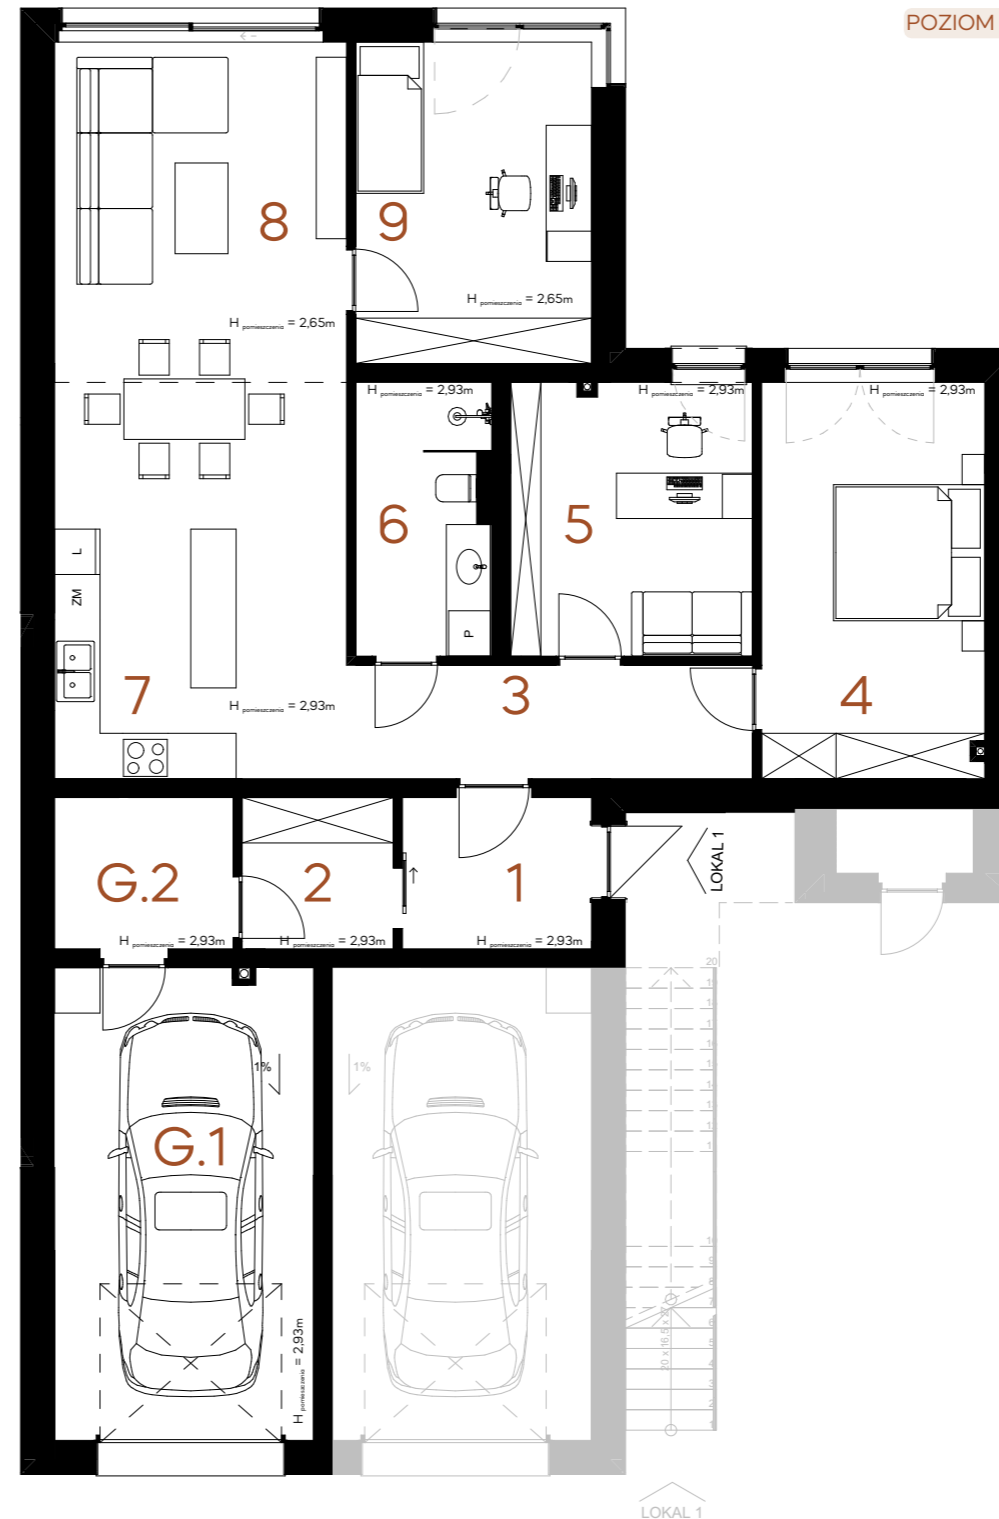 POZIOM
8
9
H pomieszczenia = 2,65m
H pomieszczenia = 2,65m
H pomieszczenia = 2,93m
H pomieszczenia = 2,93m
H pomieszczenia = 2,93m
6
5
L
ZM
P
7
3
4
H pomieszczenia = 2,93m
G.2
2
1
LOKAL 1
H pomieszczenia = 2,93m
H pomieszczenia = 2,93m
H pomieszczenia = 2,93m
20
1%
1%
G.1
H pomieszczenia = 2,93m
LOKAL 1